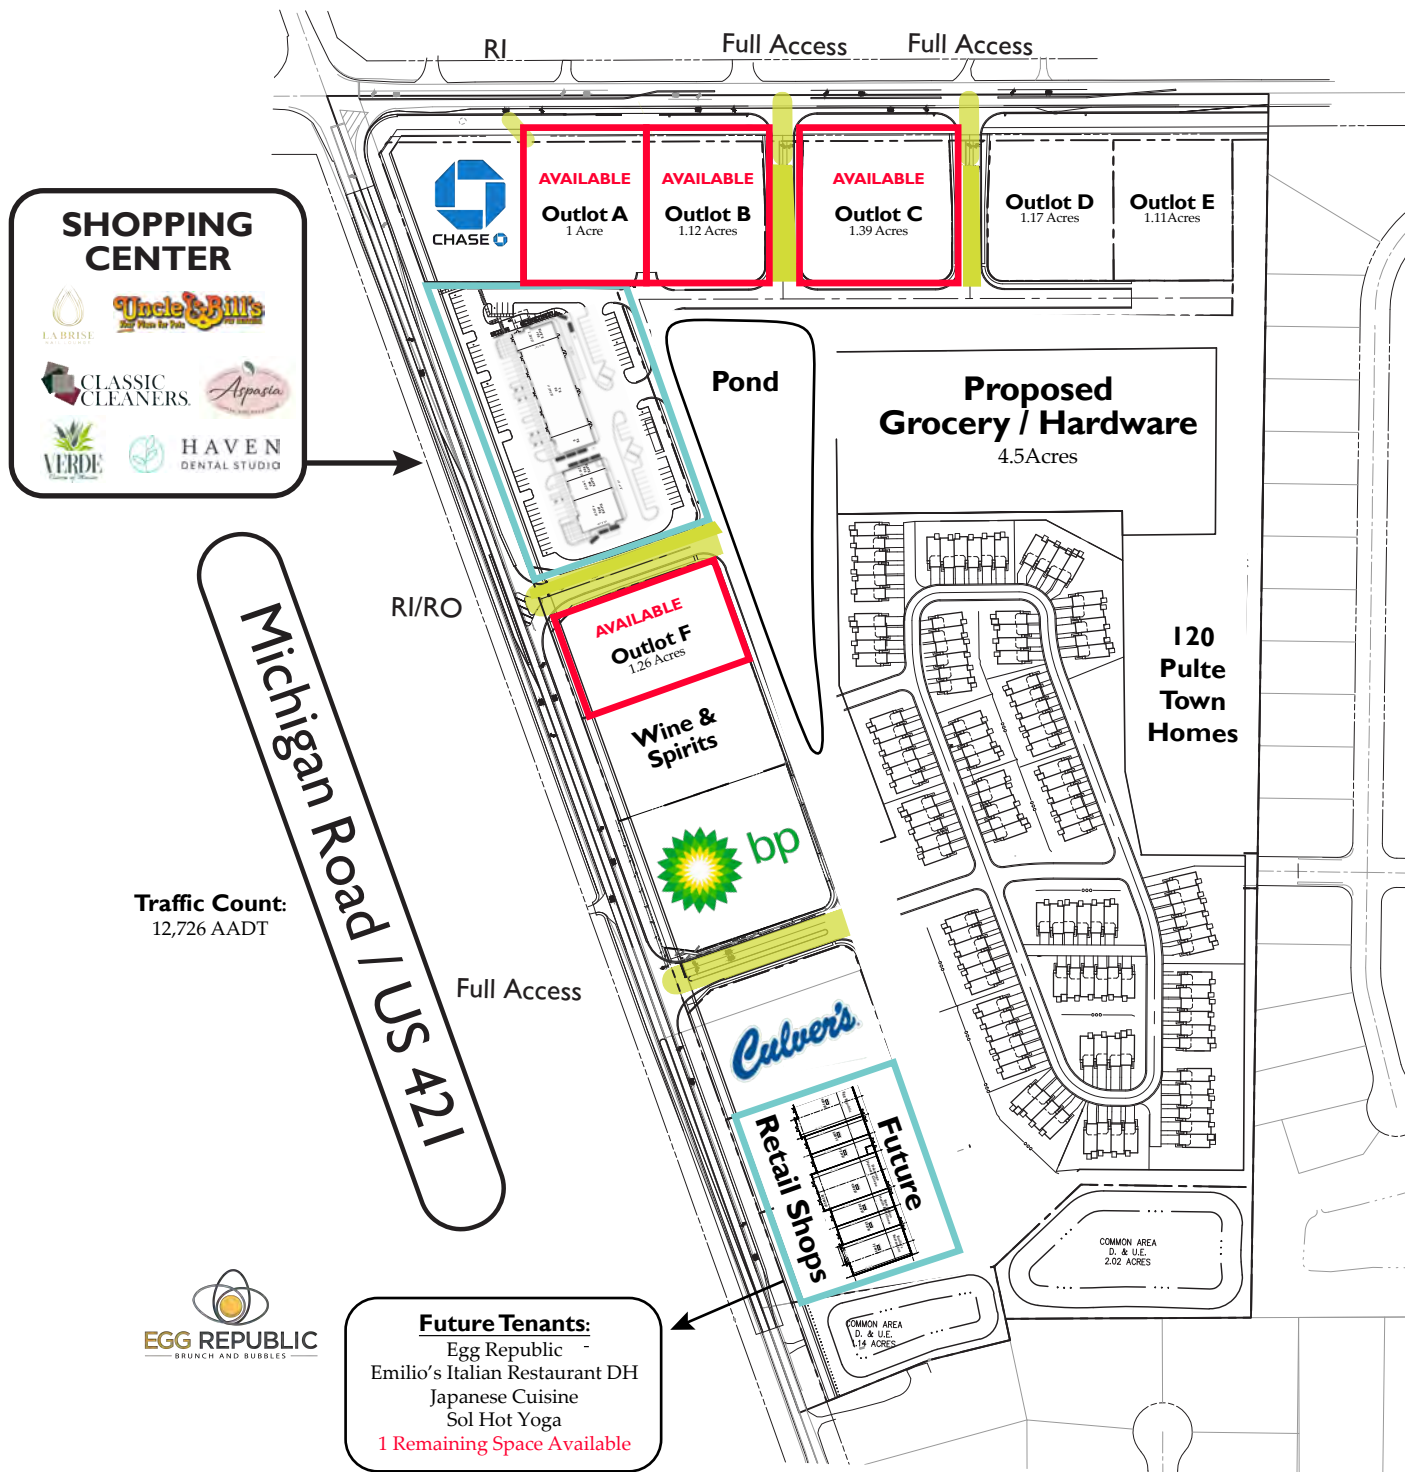 RI
Full Access
Full Access
CHASE
AVAILABLE
Outlot A
1 Acre
AVAILABLE
Outlot B
1.12 Acres
AVAILABLE
Outlot C
1.39 Acres
Outlot D
1.17 Acres
Outlot E
1.11Acres
SHOPPING
CENTER
LA BRISE
Uncle Bill's
Your Place for Pets
CLASSIC
CLEANERS.
Aspasia
VERDE
HAVEN
DENTAL STUDIO
Pond
Proposed
Grocery / Hardware
4.5Acres
RI/RO
AVAILABLE
Outlot F
1.26 Acres
Wine &
Spirits
120
Pulte
Town
Homes
bp
Michigan Road / US 421
Traffic Count:
12,726 AADT
Full Access
Culver's
Future
Retail Shops
COMMON AREA
D. & U.E.
2.02 ACRES
COMMON AREA
D. & U.E.
1.14 ACRES
EGG REPUBLIC
BRUNCH AND BUBBLES
Future Tenants:
Egg Republic -
Emilio's Italian Restaurant DH
Japanese Cuisine
Sol Hot Yoga
1 Remaining Space Available